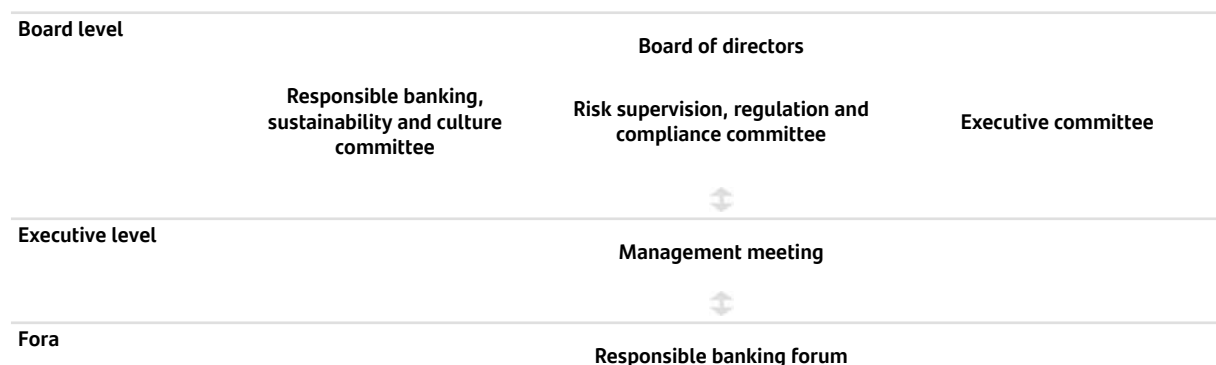 Board level
Board of directors
Responsible banking,
sustainability and culture
committee
Risk supervision, regulation and
compliance committee
Executive committee
Executive level
Management meeting
Fora
Responsible banking forum